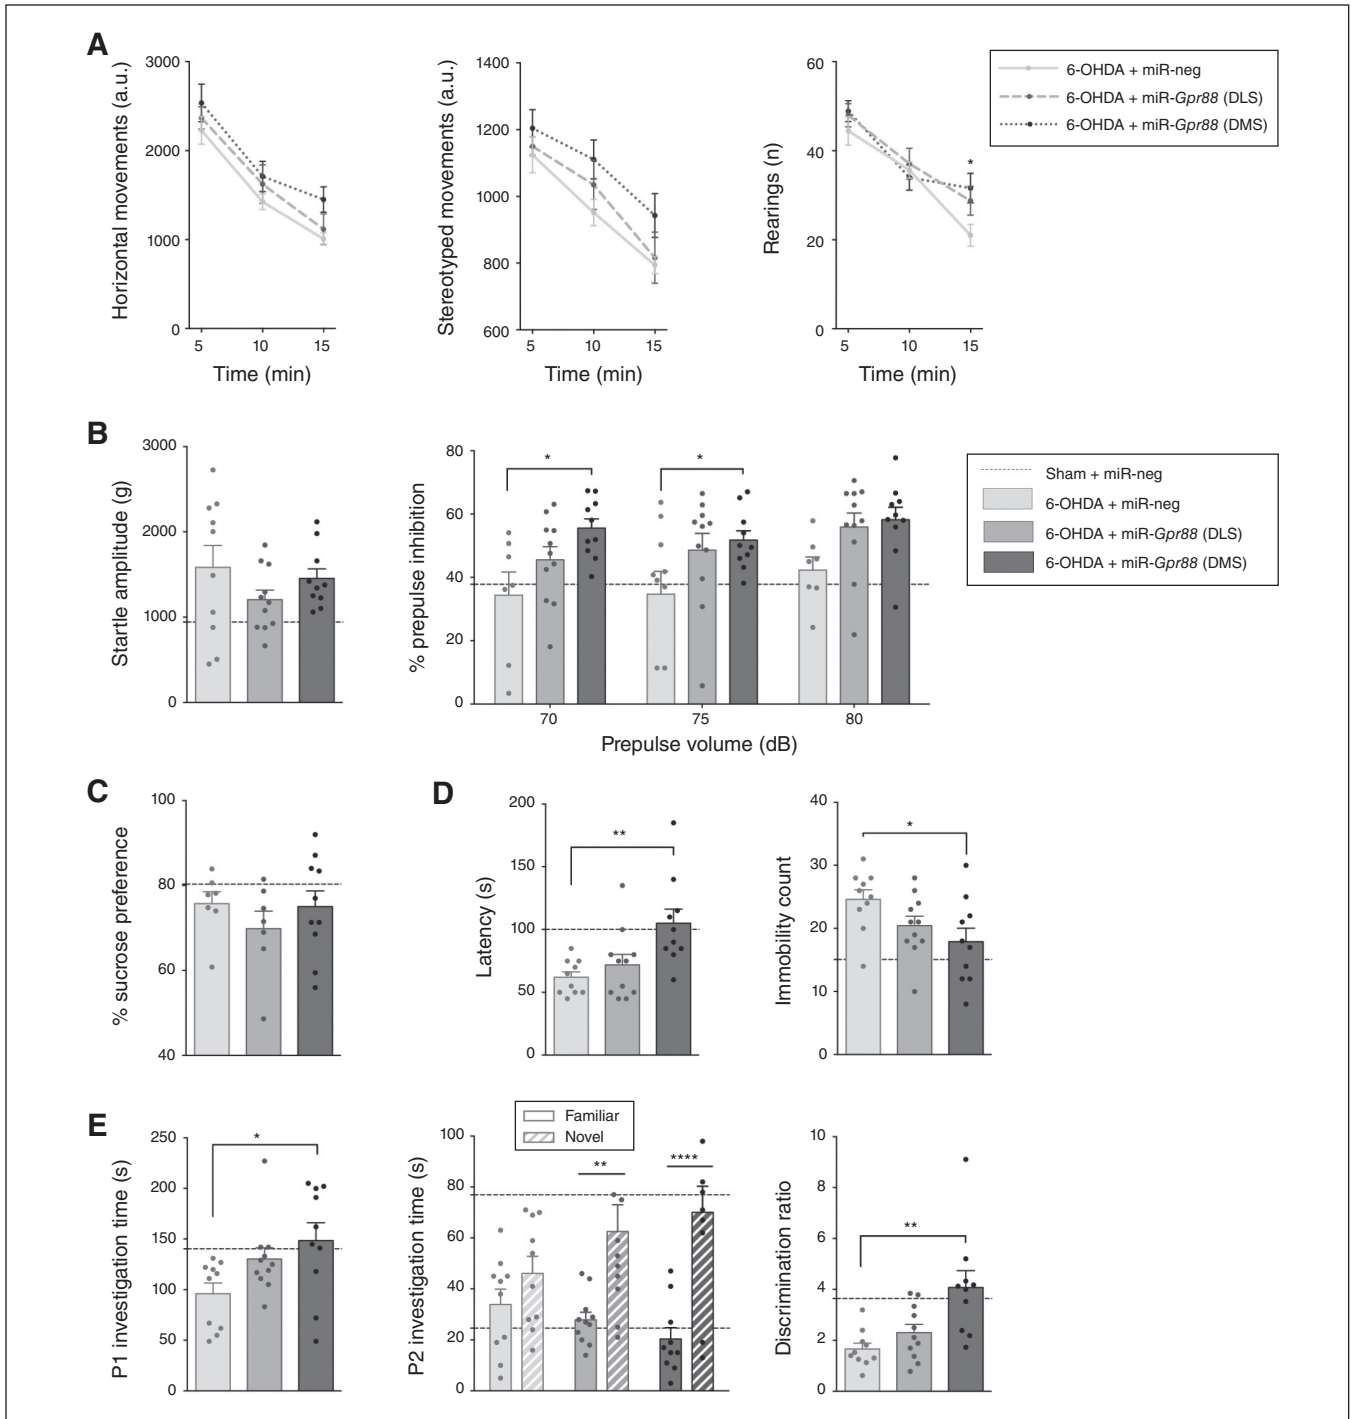 A
Horizontal movements (a.u.)
3000
2000
1000
0
5 10 15
Time (min)
Stereotyped movements (a.u.)
1400
1200
1000
800
600
5 10 15
Time (min)
Rearings (n)
60
40
20
0
*
5 10 15
Time (min)
6-OHDA + miR-neg
6-OHDA + miR-Gpr88 (DLS)
6-OHDA + miR-Gpr88 (DMS)
B
Startle amplitude (g)
3000
2000
1000
0
% prepulse inhibition
80
60
40
20
0
* *
70 75 80
Prepulse volume (dB)
Sham + miR-neg
6-OHDA + miR-neg
6-OHDA + miR-Gpr88 (DLS)
6-OHDA + miR-Gpr88 (DMS)
C
% sucrose preference
100
80
60
40
D
Latency (s)
200
150
100
50
0
**
Immobility count
40
30
20
10
0
*
E
P1 investigation time (s)
250
200
150
100
50
0
*
Familiar
Novel
P2 investigation time (s)
100
80
60
40
20
0
** ****
Discrimination ratio
10
8
6
4
2
0
**